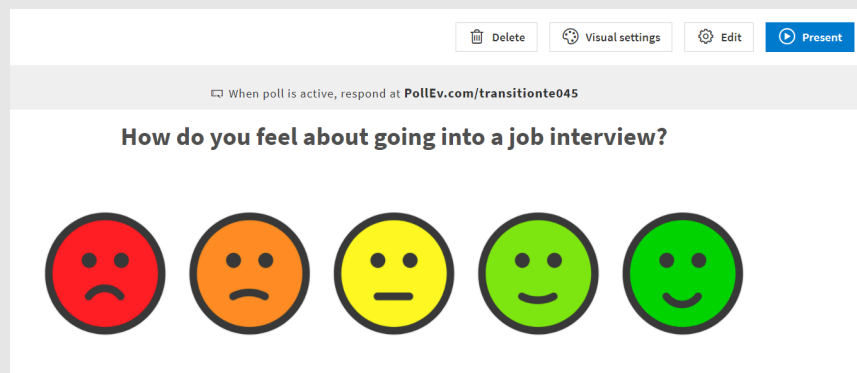 Delete Visual settings Edit Present
When poll is active, respond at PollEv.com/transitionte045
How do you feel about going into a job interview?